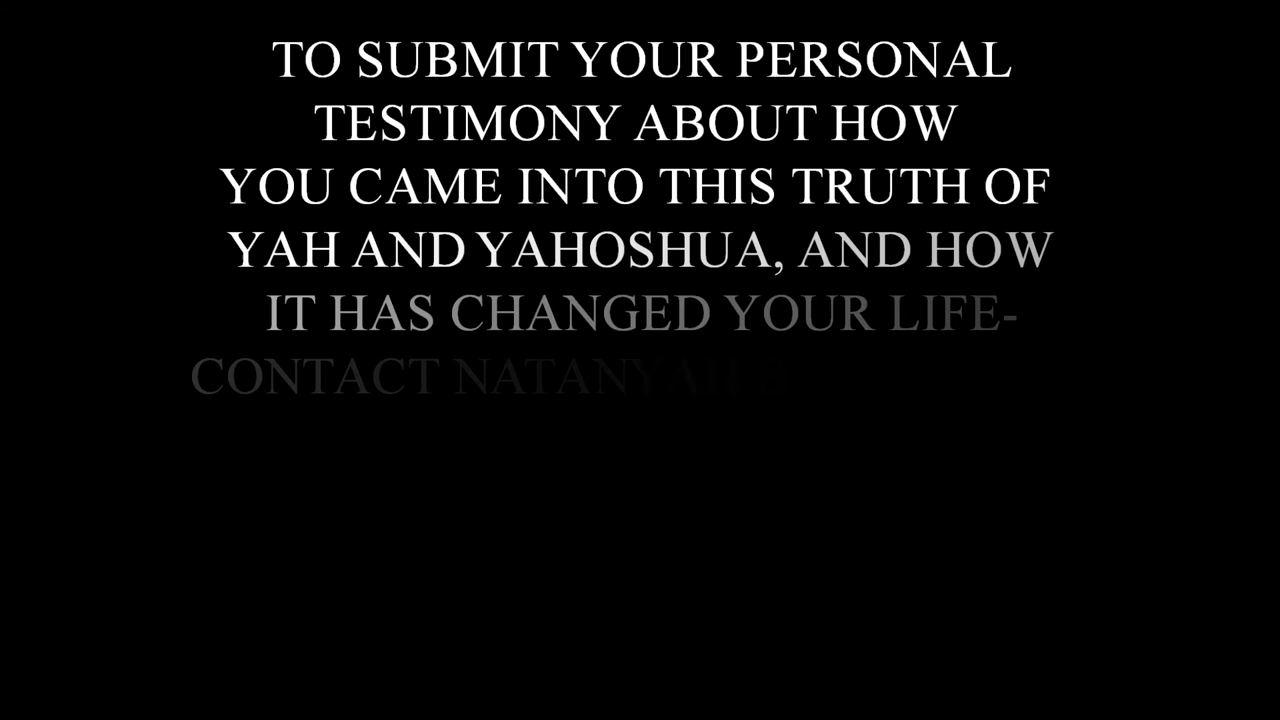 TO SUBMIT YOUR PERSONAL
TESTIMONY ABOUT HOW
YOU CAME INTO THIS TRUTH OF
YAH AND YAHOSHUA, AND HOW
IT HAS CHANGED YOUR LIFE-
CONTACT NATANYAH B